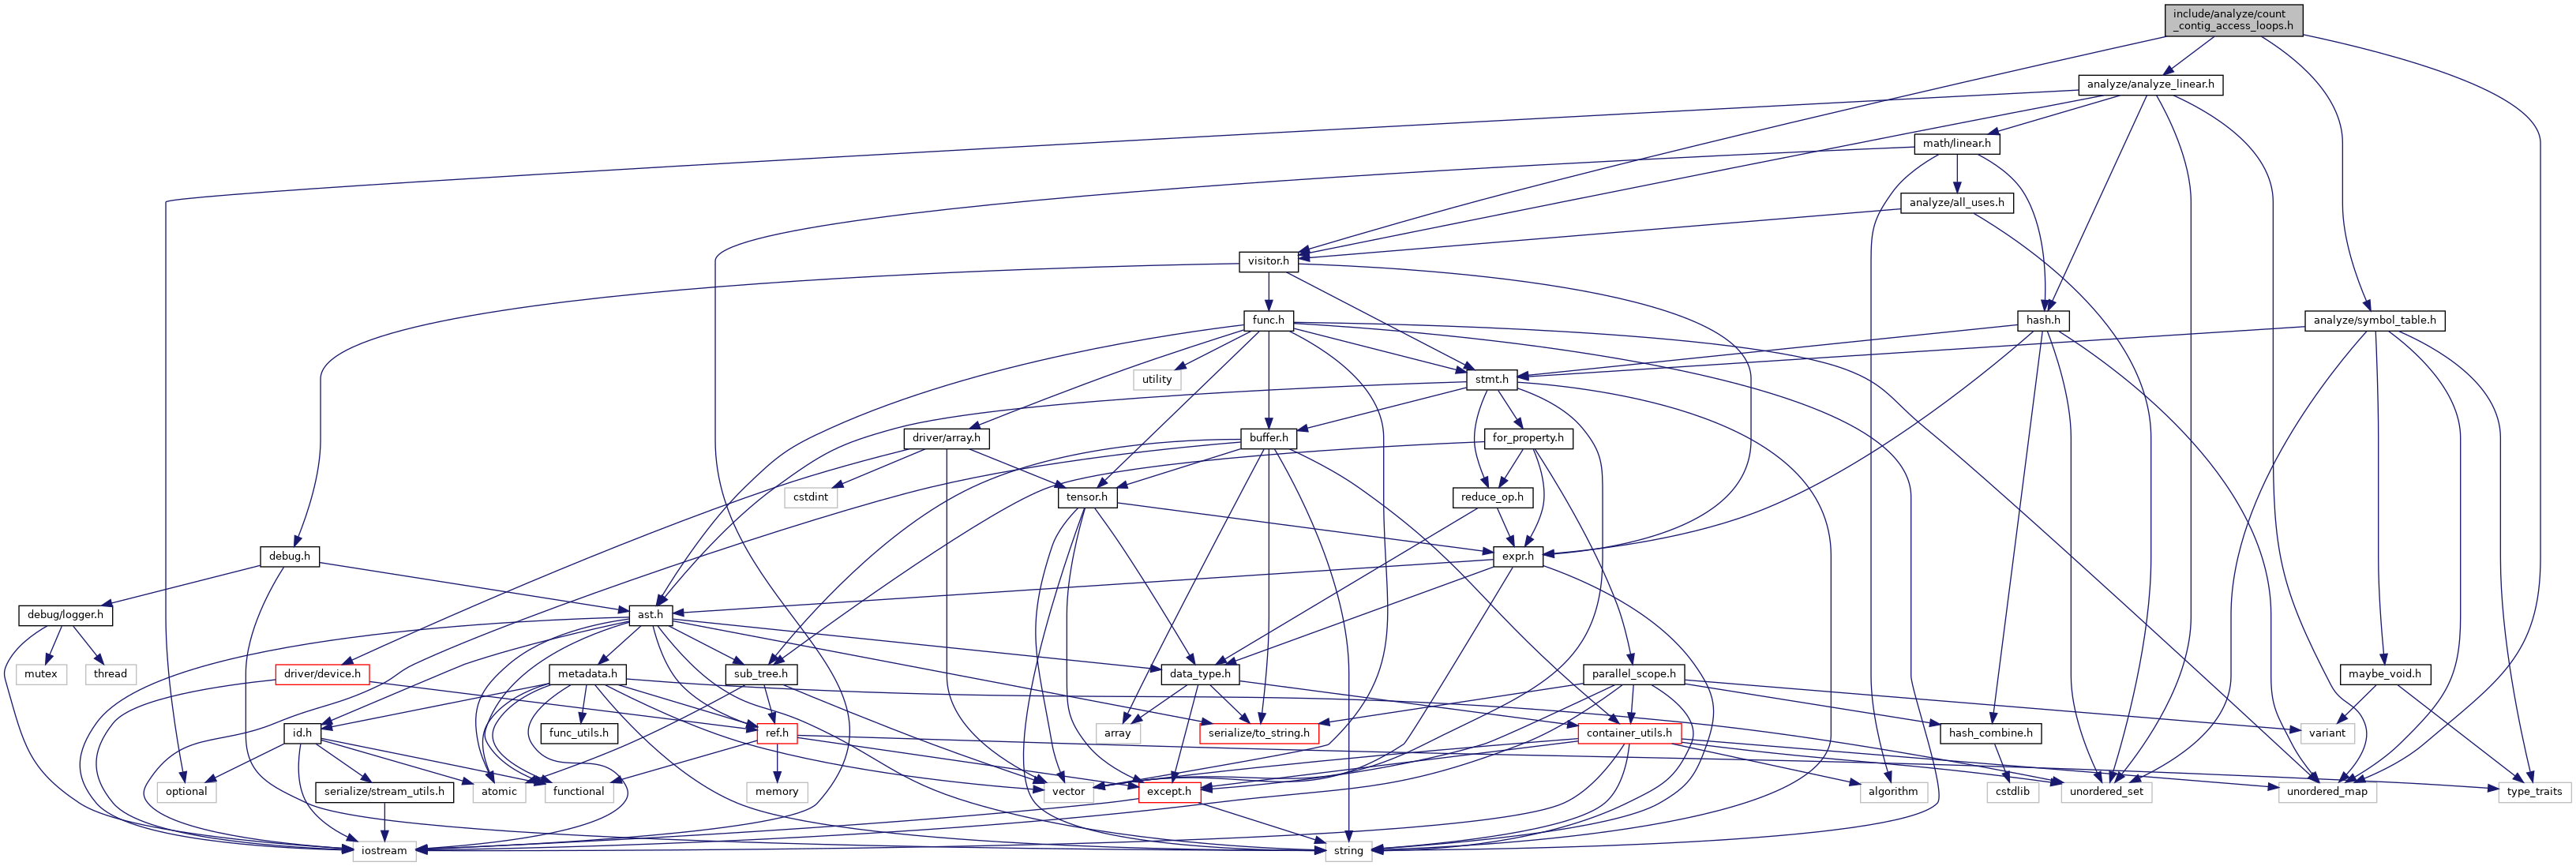 include/analyze/count
_contig_access_loops.h
analyze/analyze_linear.h
math/linear.h
analyze/all_uses.h
visitor.h
func.h
hash.h
analyze/symbol_table.h
utility
stmt.h
driver/array.h
buffer.h
for_property.h
cstdint
tensor.h
reduce_op.h
debug.h
expr.h
debug/logger.h
ast.h
mutex
thread
driver/device.h
metadata.h
sub_tree.h
data_type.h
parallel_scope.h
maybe_void.h
id.h
func_utils.h
ref.h
array
serialize/to_string.h
container_utils.h
hash_combine.h
variant
optional
serialize/stream_utils.h
atomic
functional
memory
vector
except.h
algorithm
cstdlib
unordered_set
unordered_map
type_traits
iostream
string